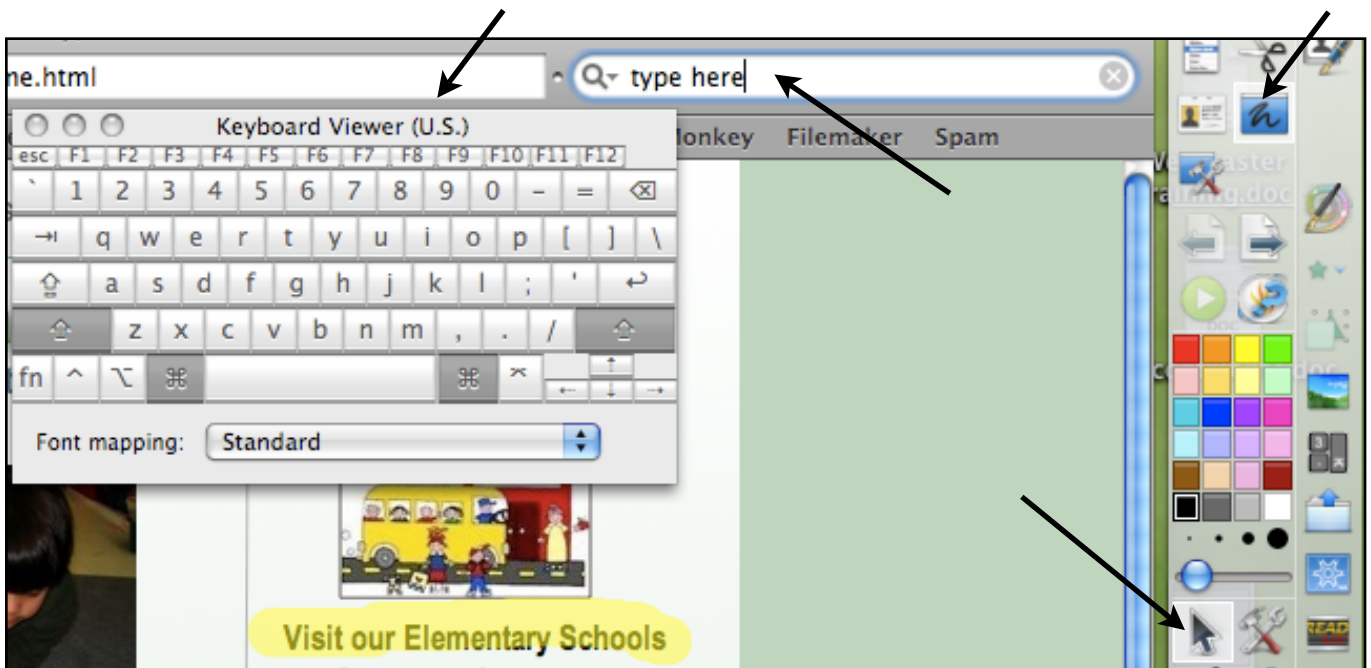 me.html
type here
Keyboard Viewer (U.S.)
Monkey Filemaker Spam
esc F1 F2 F3 F4 F5 F6 F7 F8 F9 F10 F11 F12
` 1 2 3 4 5 6 7 8 9 0 - = ⌫
⇥ q w e r t y u i o p [ ] \
⇪ a s d f g h j k l ; ' ↩
⇧ z x c v b n m , . / ⇧
fn ^ ⌥ ⌘ ⌘ ⌤ ← ↑ ↓ →
Font mapping: Standard
Visit our Elementary Schools
READ